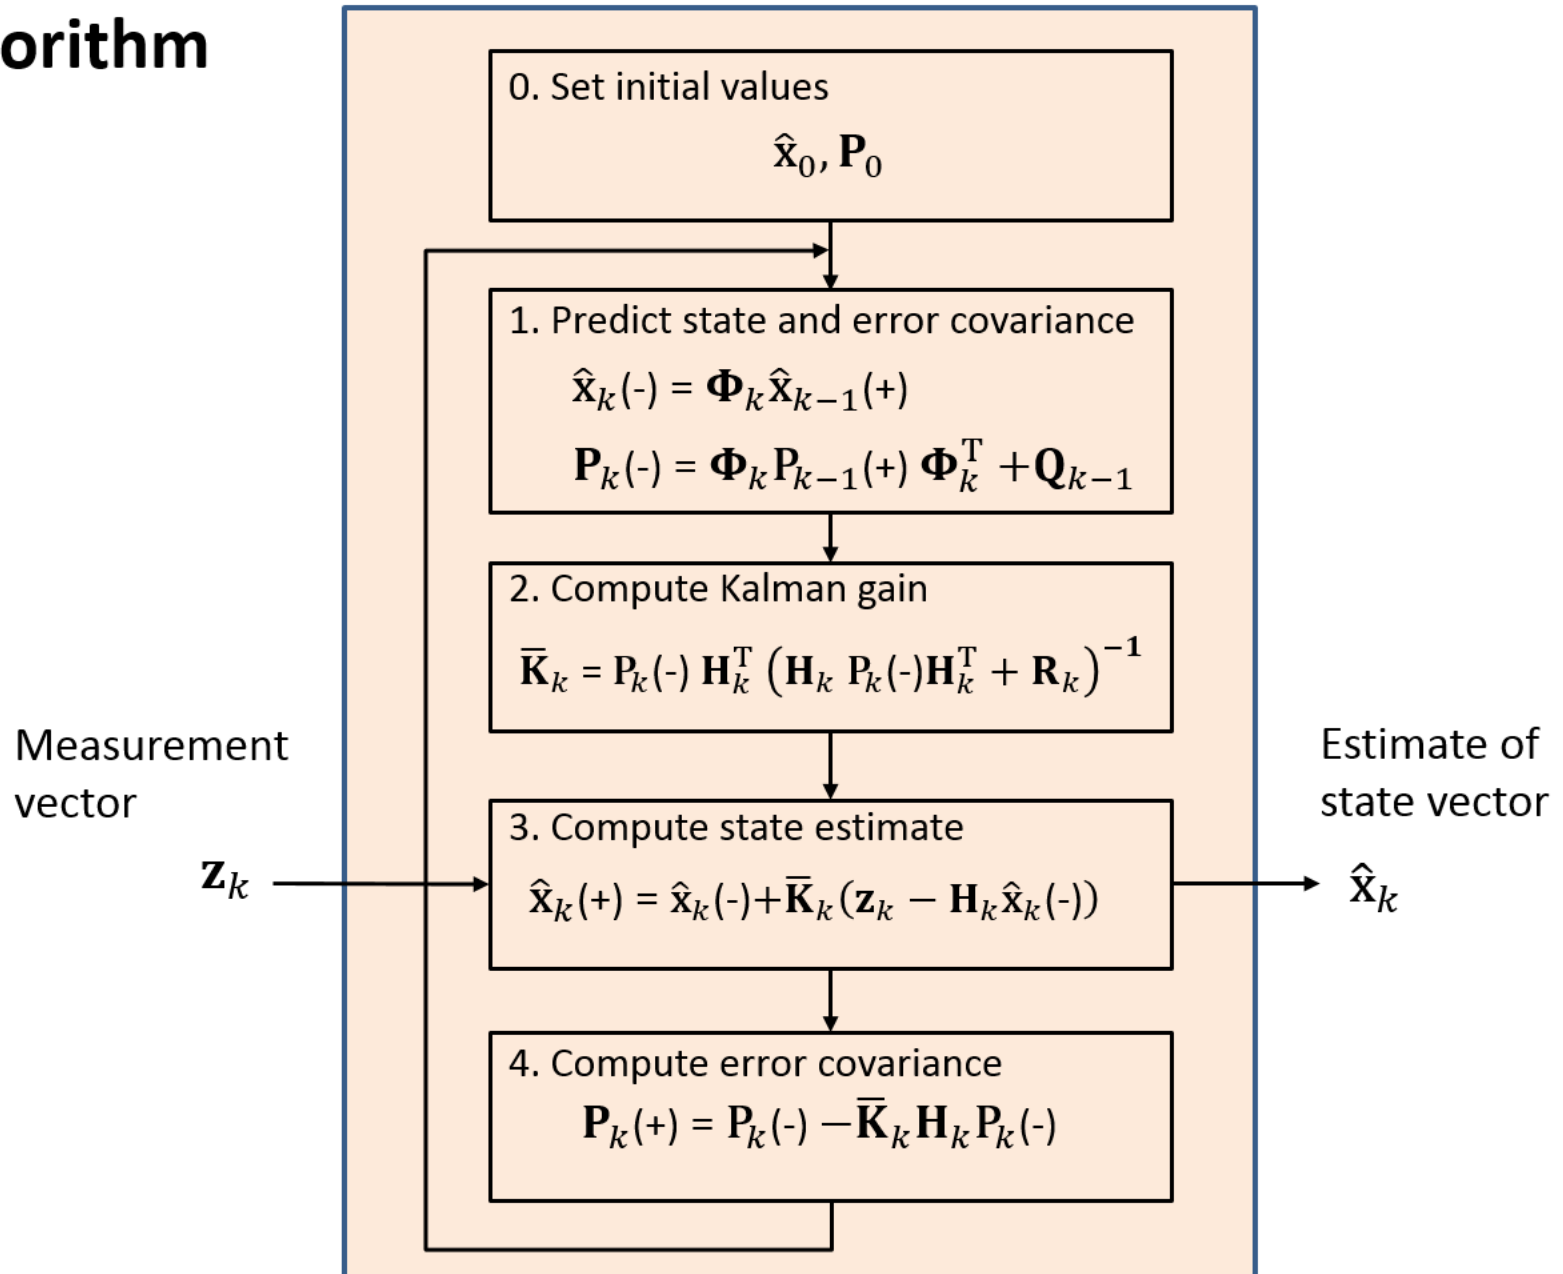 orithm
0. Set initial values
x̂₀, P₀
1. Predict state and error covariance
x̂ₖ(-) = Φₖx̂ₖ₋₁(+)
Pₖ(-) = ΦₖPₖ₋₁(+) Φₖᵀ +Qₖ₋₁
2. Compute Kalman gain
K̅ₖ = Pₖ(-) Hₖᵀ (Hₖ Pₖ(-)Hₖᵀ + Rₖ)⁻¹
Measurement
vector
zₖ
3. Compute state estimate
x̂ₖ(+) = x̂ₖ(-)+K̅ₖ(zₖ − Hₖx̂ₖ(-))
Estimate of
state vector
x̂ₖ
4. Compute error covariance
Pₖ(+) = Pₖ(-) −K̅ₖHₖPₖ(-)